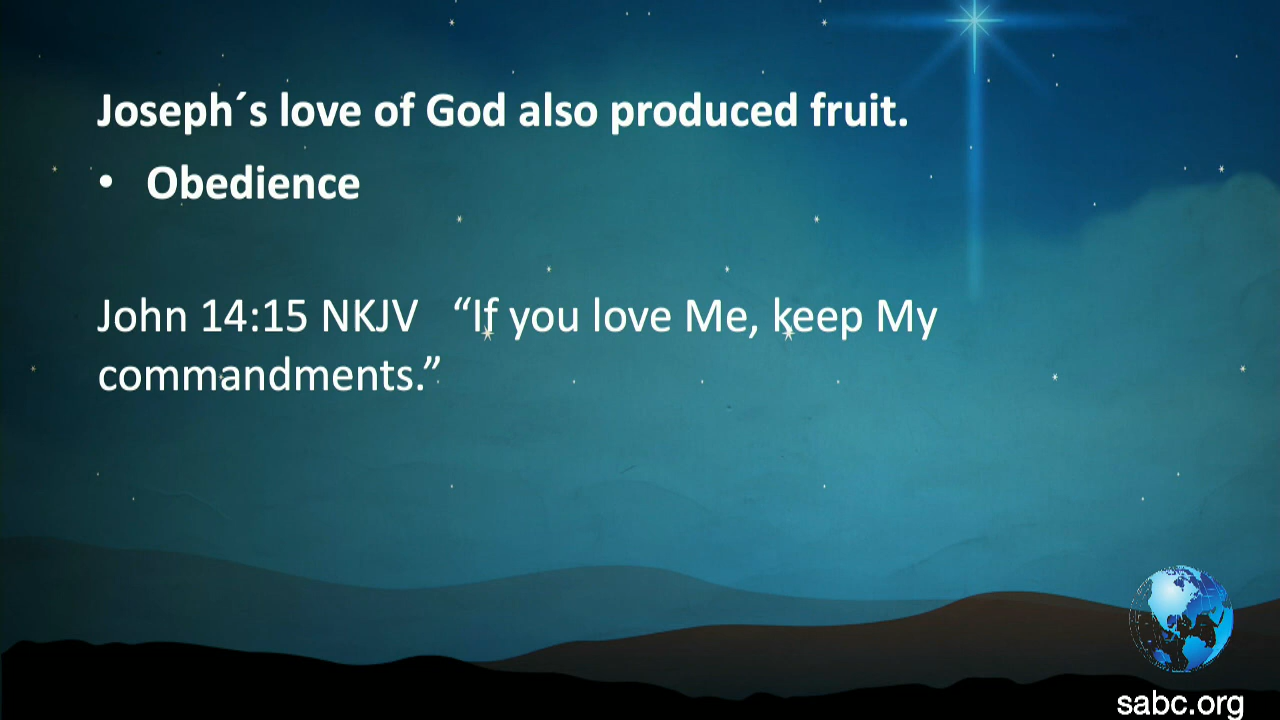 Joseph´s love of God also produced fruit.
• Obedience
John 14:15 NKJV “If you love Me, keep My
commandments.”
sabc.org